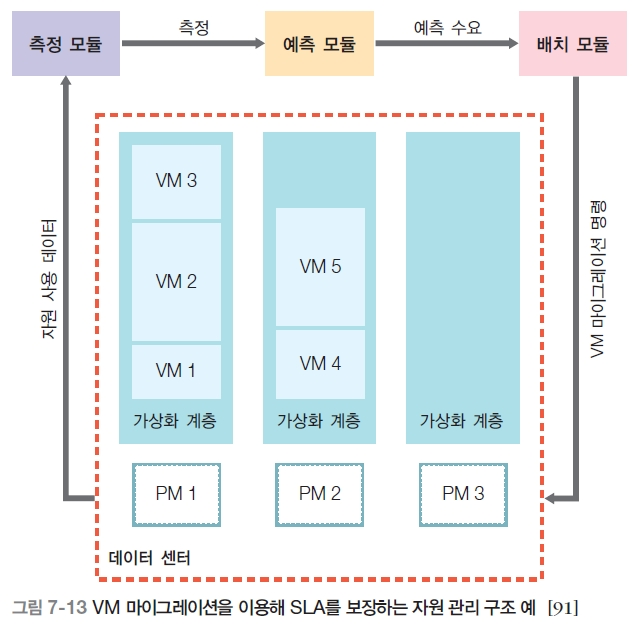 측정 모듈
측정
예측 모듈
예측 수요
배치 모듈
자원 사용 데이터
VM 마이그레이션 명령
VM 3
VM 2
VM 1
가상화 계층
VM 5
VM 4
가상화 계층
가상화 계층
PM 1
PM 2
PM 3
데이터 센터
그림 7-13 VM 마이그레이션을 이용해 SLA를 보장하는 자원 관리 구조 예 [91]